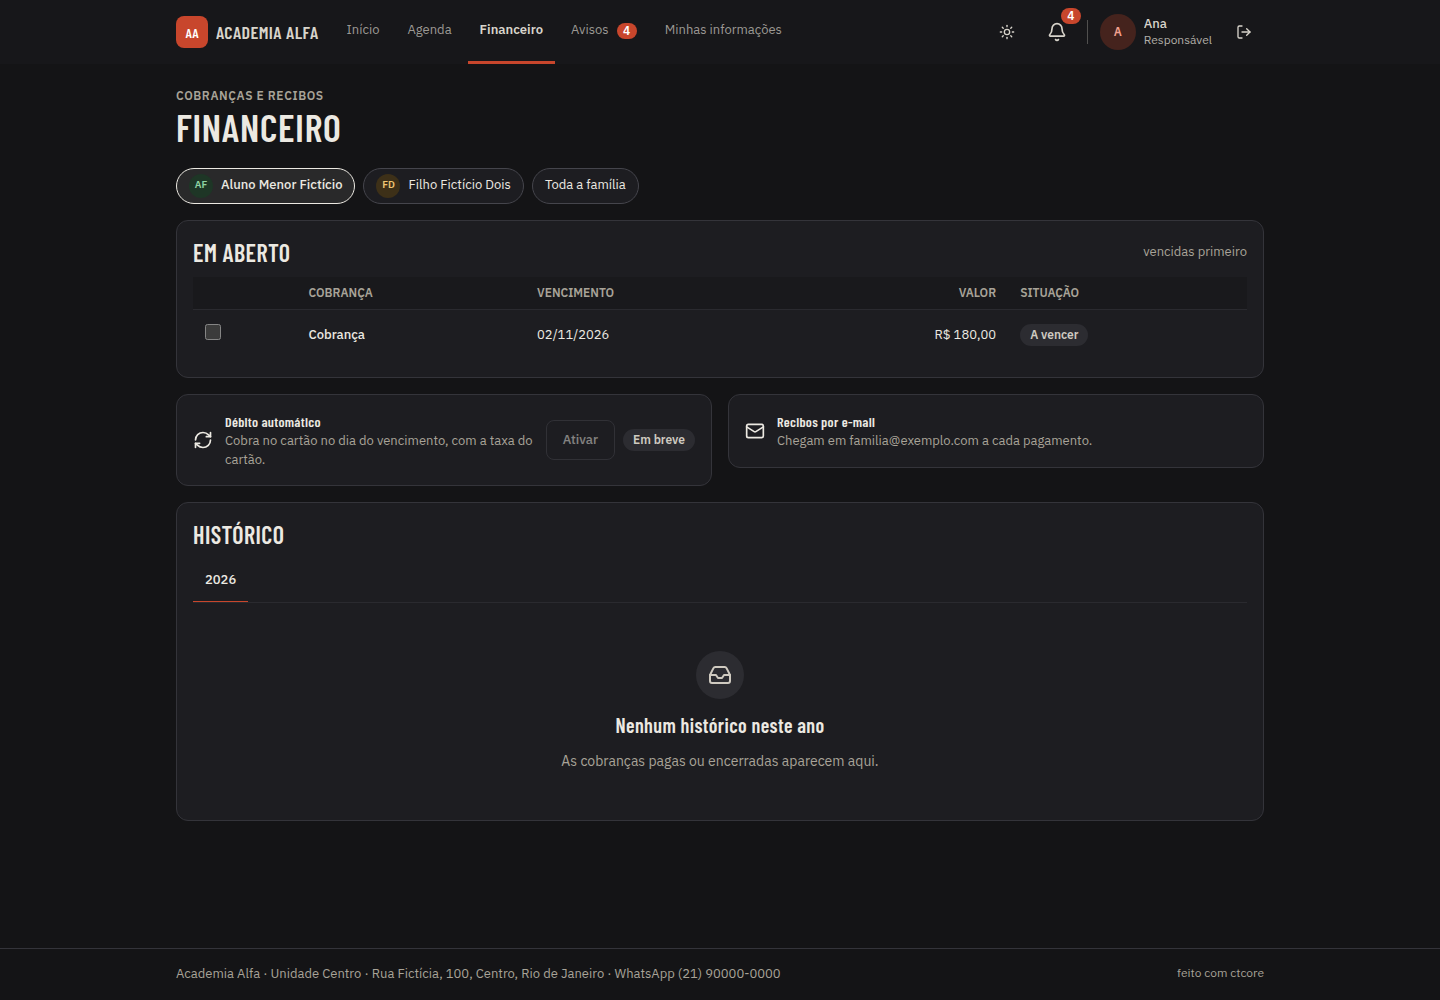 AA ACADEMIA ALFA Início Agenda Financeiro Avisos 4 Minhas informações 4 A Ana
Responsável
COBRANÇAS E RECIBOS
FINANCEIRO
AF Aluno Menor Fictício FD Filho Fictício Dois Toda a família
EM ABERTO vencidas primeiro
COBRANÇA VENCIMENTO VALOR SITUAÇÃO
Cobrança 02/11/2026 R$ 180,00 A vencer
Débito automático
Cobra no cartão no dia do vencimento, com a taxa do
cartão.
Ativar Em breve
Recibos por e-mail
Chegam em familia@exemplo.com a cada pagamento.
HISTÓRICO
2026
Nenhum histórico neste ano
As cobranças pagas ou encerradas aparecem aqui.
Academia Alfa · Unidade Centro · Rua Fictícia, 100, Centro, Rio de Janeiro · WhatsApp (21) 90000-0000 feito com ctcore